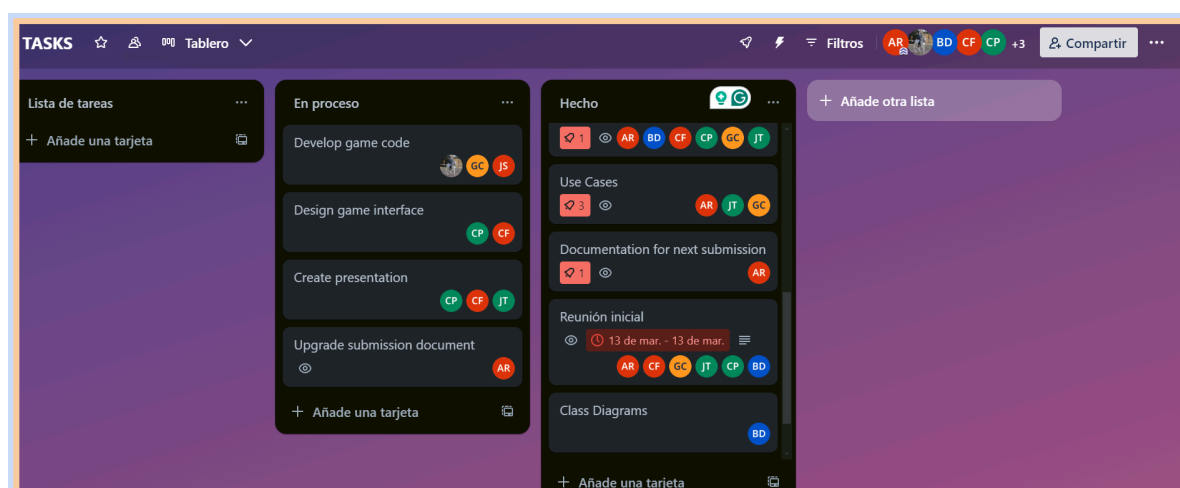 TASKS
Tablero
Filtros
AR
BD
CF
CP
+3
Compartir
Lista de tareas
Añade una tarjeta
En proceso
Develop game code
GC
JS
Design game interface
CP
CF
Create presentation
CP
CF
JT
Upgrade submission document
AR
Añade una tarjeta
Hecho
1
AR
BD
CF
CP
GC
JT
Use Cases
3
AR
JT
GC
Documentation for next submission
1
AR
Reunión inicial
13 de mar. - 13 de mar.
AR
CF
GC
JT
CP
BD
Class Diagrams
BD
Añade una tarjeta
Añade otra lista